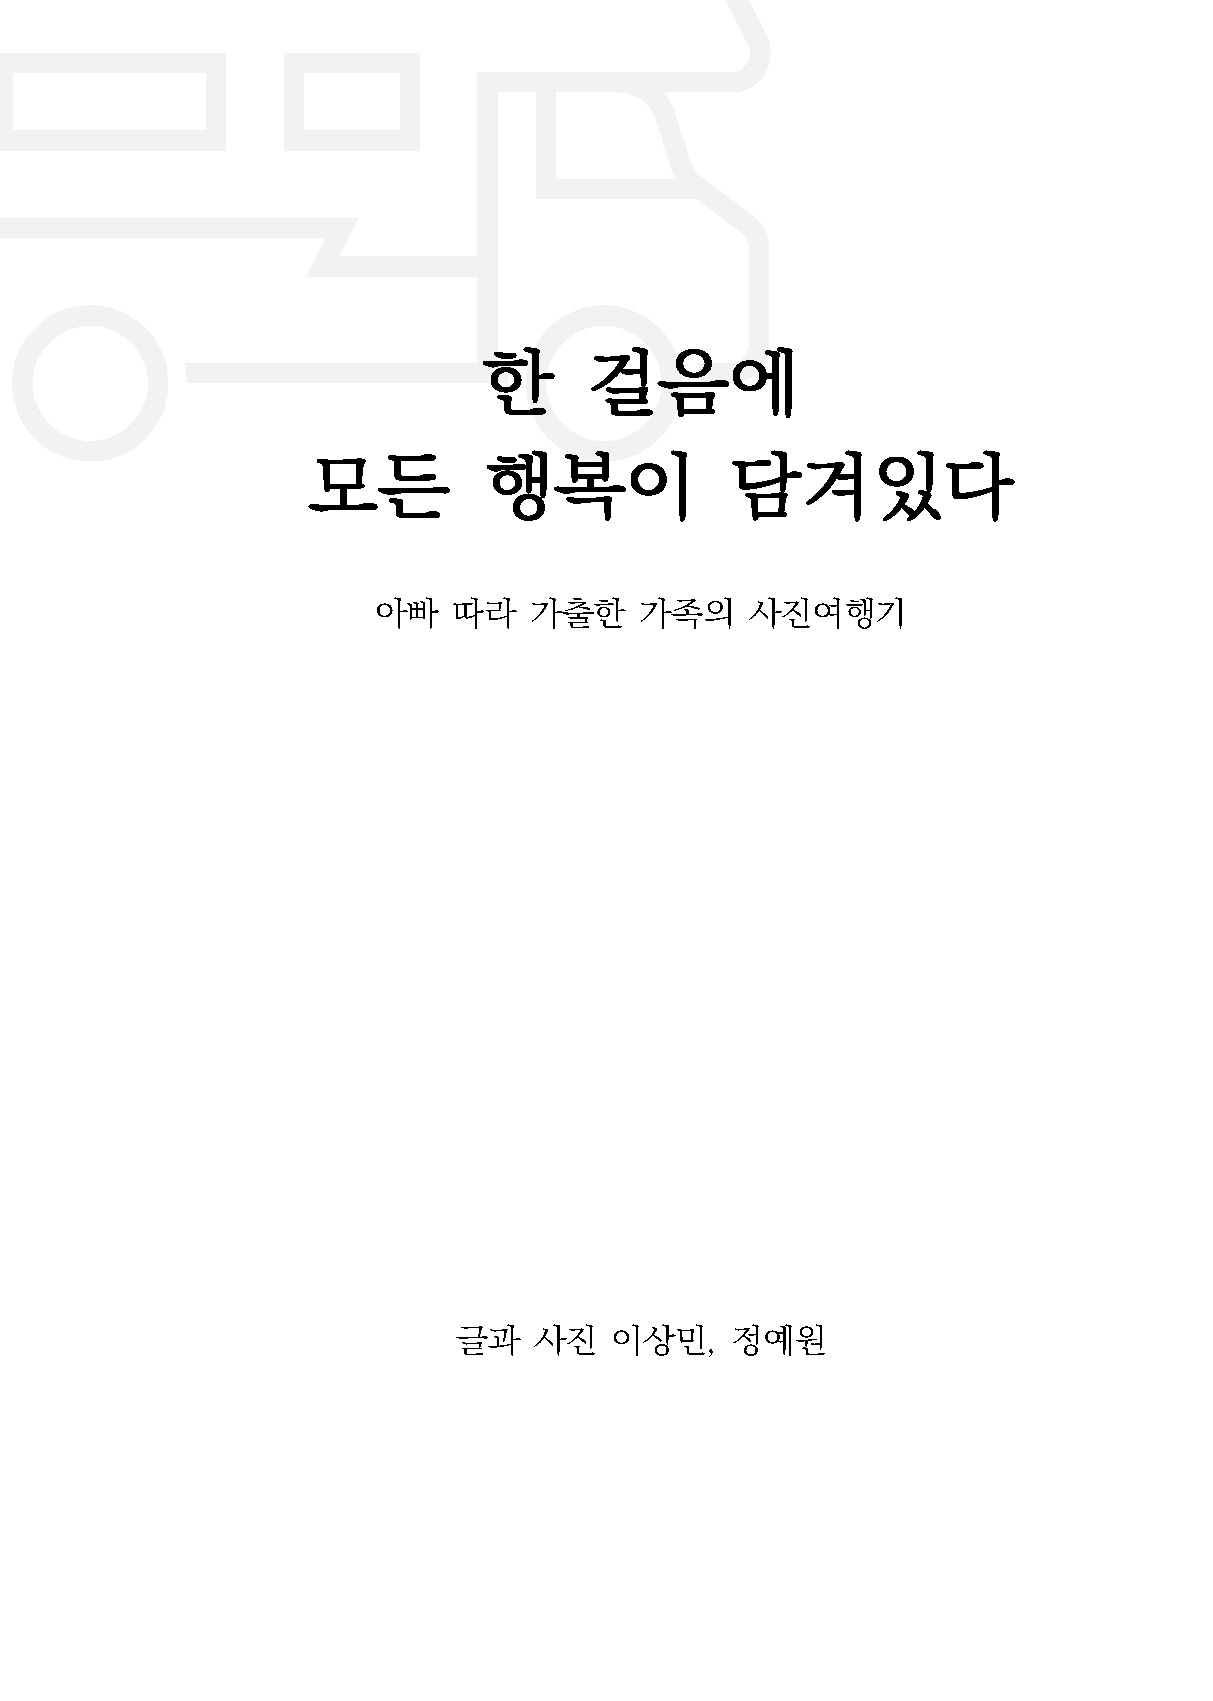 한 걸음에
모든 행복이 담겨있다
아빠 따라 가출한 가족의 사진여행기
글과 사진 이상민, 정예원